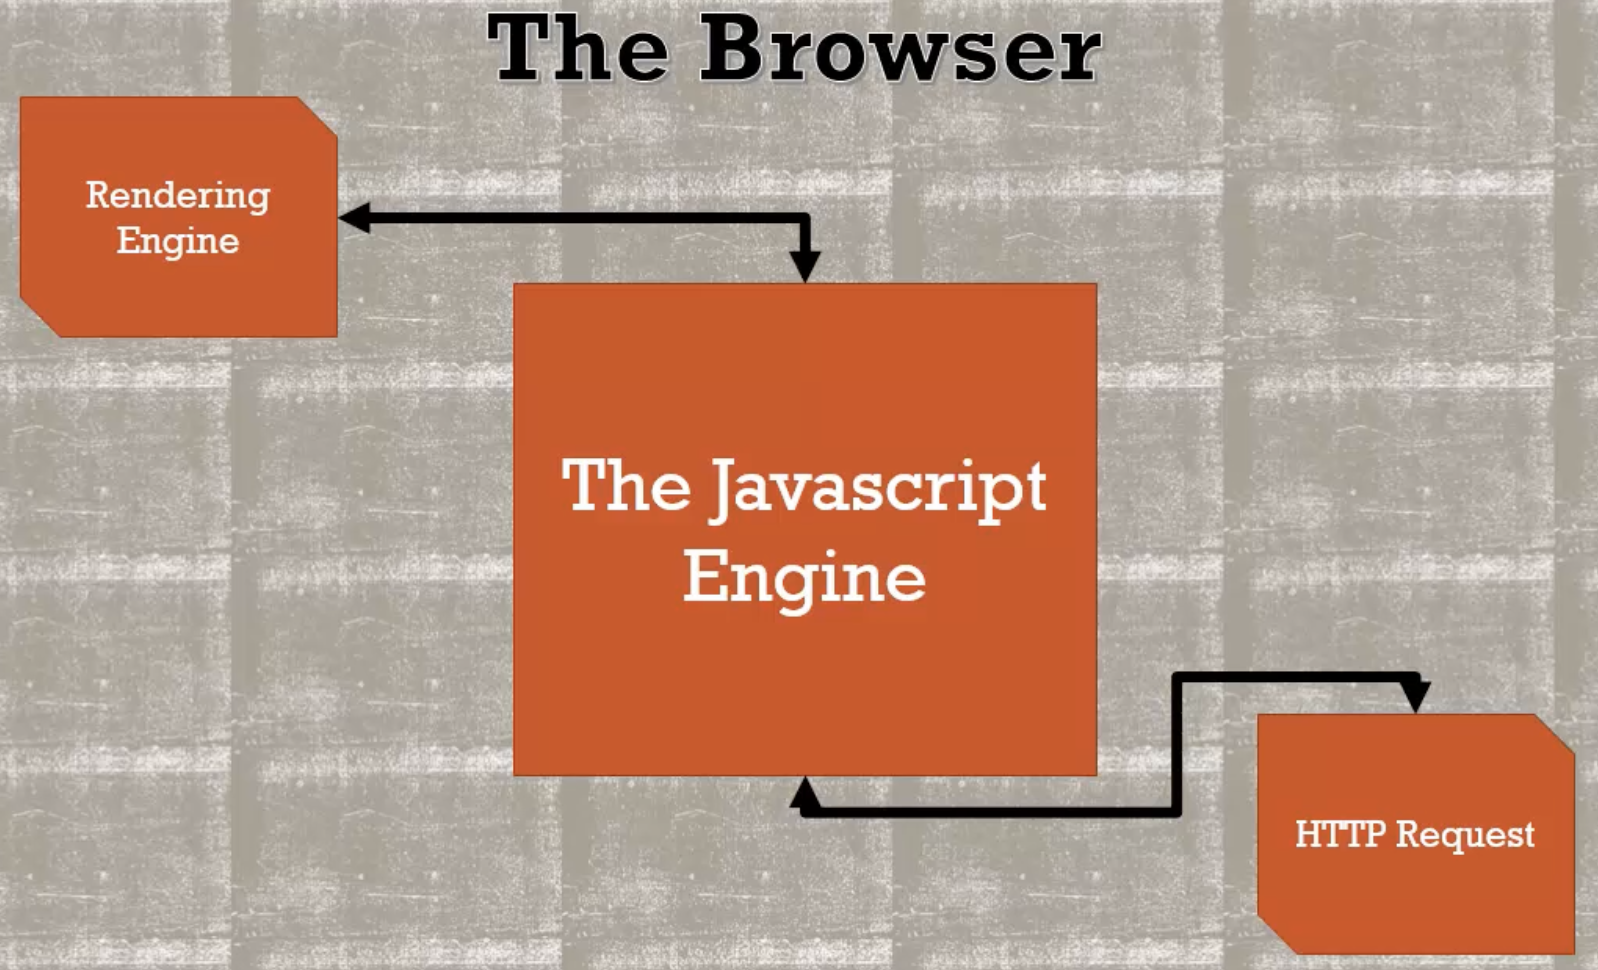 The Browser
Rendering
Engine
The Javascript
Engine
HTTP Request